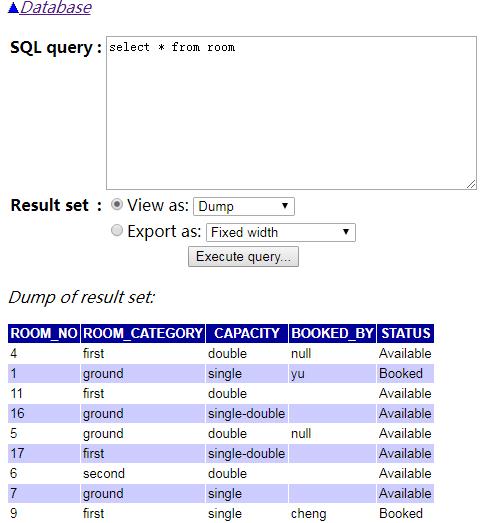 ▲Database
SQL query : select * from room
Result set : View as: Dump
Export as: Fixed width
Execute query...
Dump of result set:
ROOM_NO ROOM_CATEGORY CAPACITY BOOKED_BY STATUS
4 first double null Available
1 ground single yu Booked
11 first double Available
16 ground single-double Available
5 ground double null Available
17 first single-double Available
6 second double Available
7 ground single Available
9 first single cheng Booked